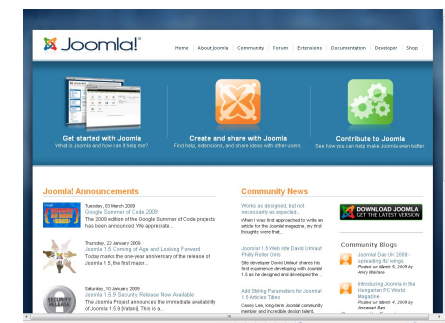 Joomla!
Home About Joomla Community Forum Extensions Documentation Developer Shop
Get started with Joomla
What is Joomla and how can it help me?
Create and share with Joomla
Find help, extensions, and share ideas with other users
Contribute to Joomla
See how you can help make Joomla even better
Joomla! Announcements
Tuesday, 03 March 2009
Google Summer of Code 2009
The 2009 edition of the Google Summer of Code projects
has been announced. We appreciate...
Thursday, 22 January 2009
Joomla 1.5 Coming of Age and Looking Forward
Today marks the one-year anniversary of the release of
Joomla 1.5, the first major...
SECURITY
RELEASE
Saturday, 10 January 2009
Joomla 1.5.9 Security Release Now Available
The Joomla Project announces the immediate availability
of Joomla 1.5.9 [Vatani]. This is a...
Community News
Works as designed, but not
necessarily as expected...
When I was first approached to write an
article for the Joomla magazine, my first
thoughts were that...
Joomla! 1.5 Web site David Umlauf
Philly Roller Girls
Site developer David Umlauf shares his
first experience developing with Joomla!
1.5 as he designed and developed the...
Add String Parameters for Joomla!
1.5 Articles Titles
Casey Lee, long-term Joomla! community
member and incredible design talent,
DOWNLOAD JOOMLA
GET THE LATEST VERSION
Community Blogs
Joomla! Day UK 2009 -
spreading its' wings
Posted on March 6, 2009 by
Introducing Joomla in the
Hungarian FC World
Magazine
Posted on March 4, 2009 by